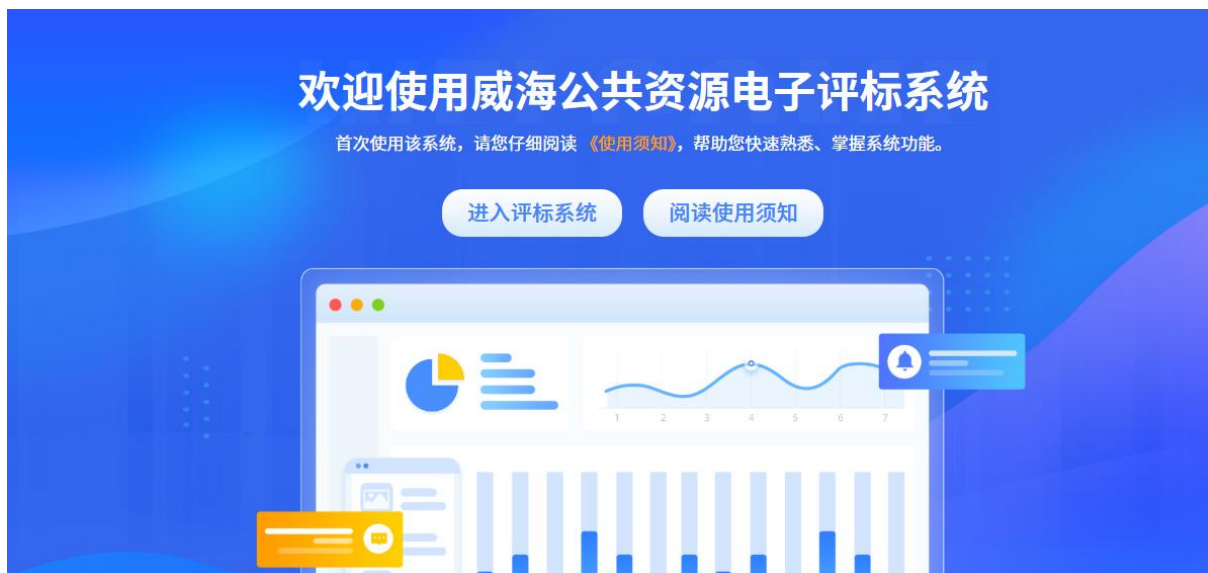 欢迎使用威海公共资源电子评标系统
首次使用该系统，请您仔细阅读《使用须知》，帮助您快速熟悉、掌握系统功能。
进入评标系统 阅读使用须知
1 2 3 4 5 6 7